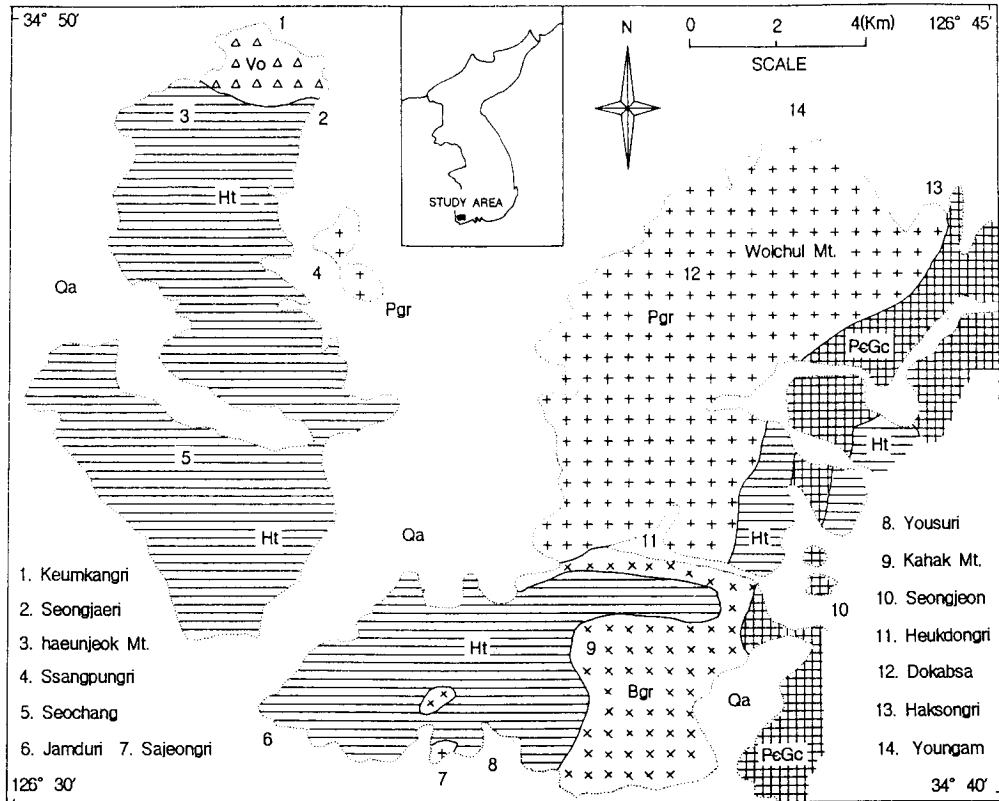 34° 50'
1
N
0 2 4(Km)
126° 45'
SCALE
Vo
3
2
14
13
STUDY AREA
Ht
Wolchul Mt.
4
12
Qa
Pgr
Pgr
PϵGc
Ht
5
Ht
Qa
11
Ht
8. Yousuri
9. Kahak Mt.
10. Seongjeon
11. Heukdongri
12. Dokabsa
13. Haksongri
14. Youngam
1. Keumkangri
2. Seongjaeri
3. haeunjeok Mt.
4. Ssangpungri
5. Seochang
6. Jamduri 7. Sajeongri
10
Ht
9
Bgr
Qa
6
8
7
PϵGc
126° 30'
34° 40'